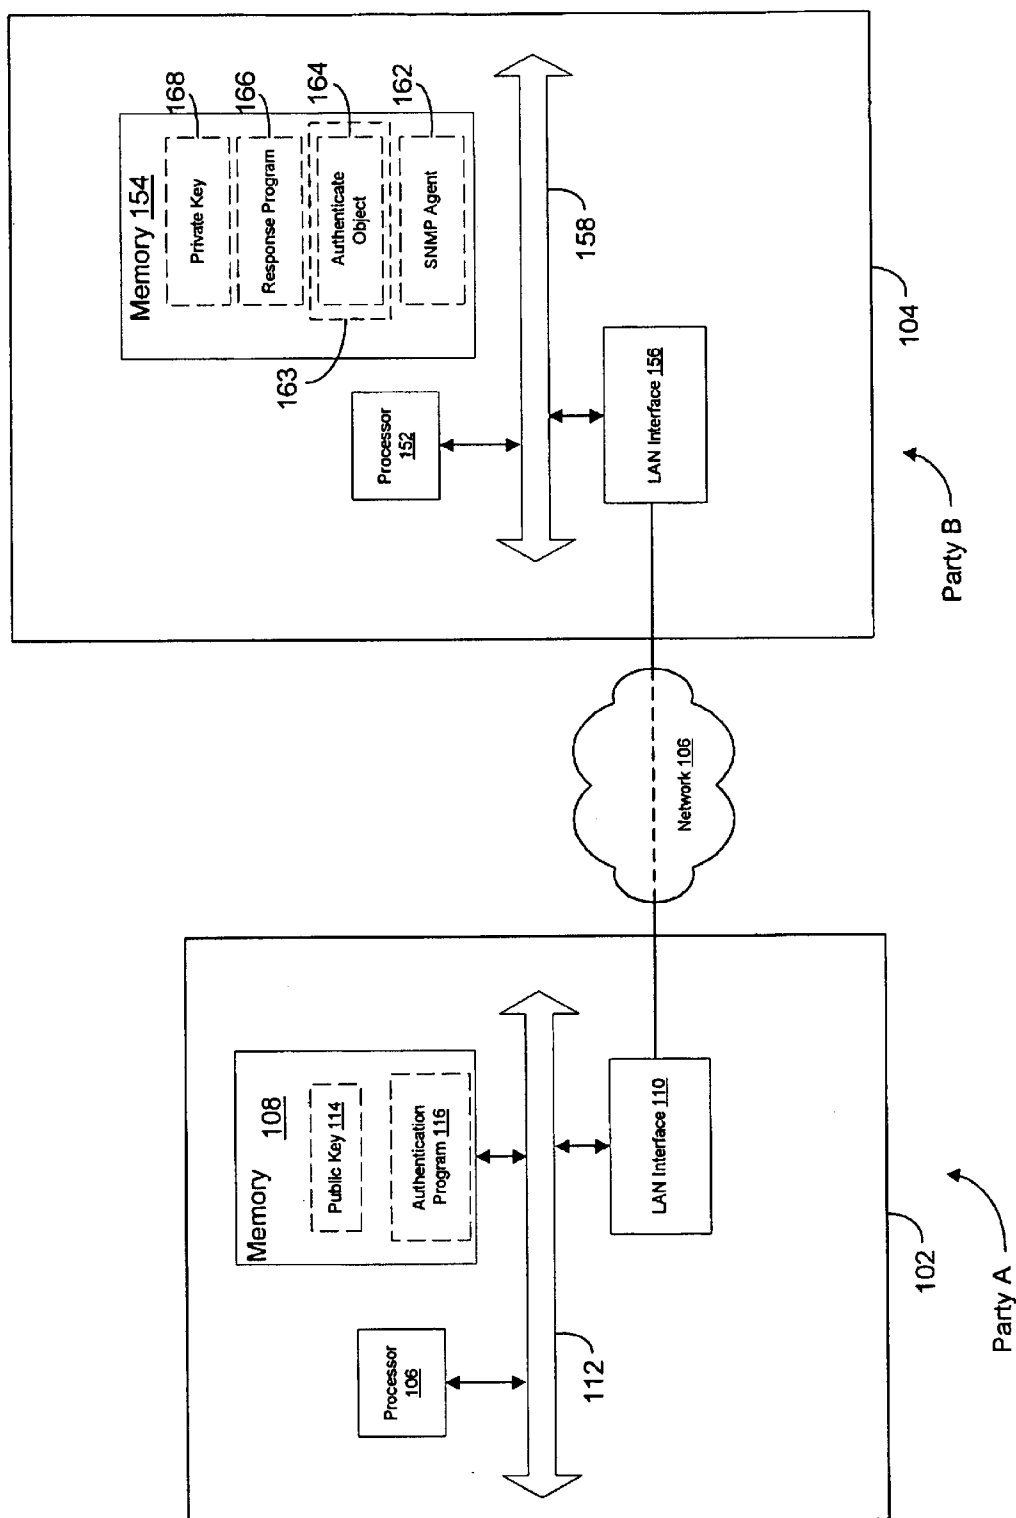 Memory 108
Public Key 114
Authentication
Program 116
Processor
106
112
LAN Interface 110
102
Party A
Network 106
Memory 154
Private Key
Response Program
Authenticate
Object
SNMP Agent
168
166
164
162
163
Processor
152
158
LAN Interface 156
104
Party B